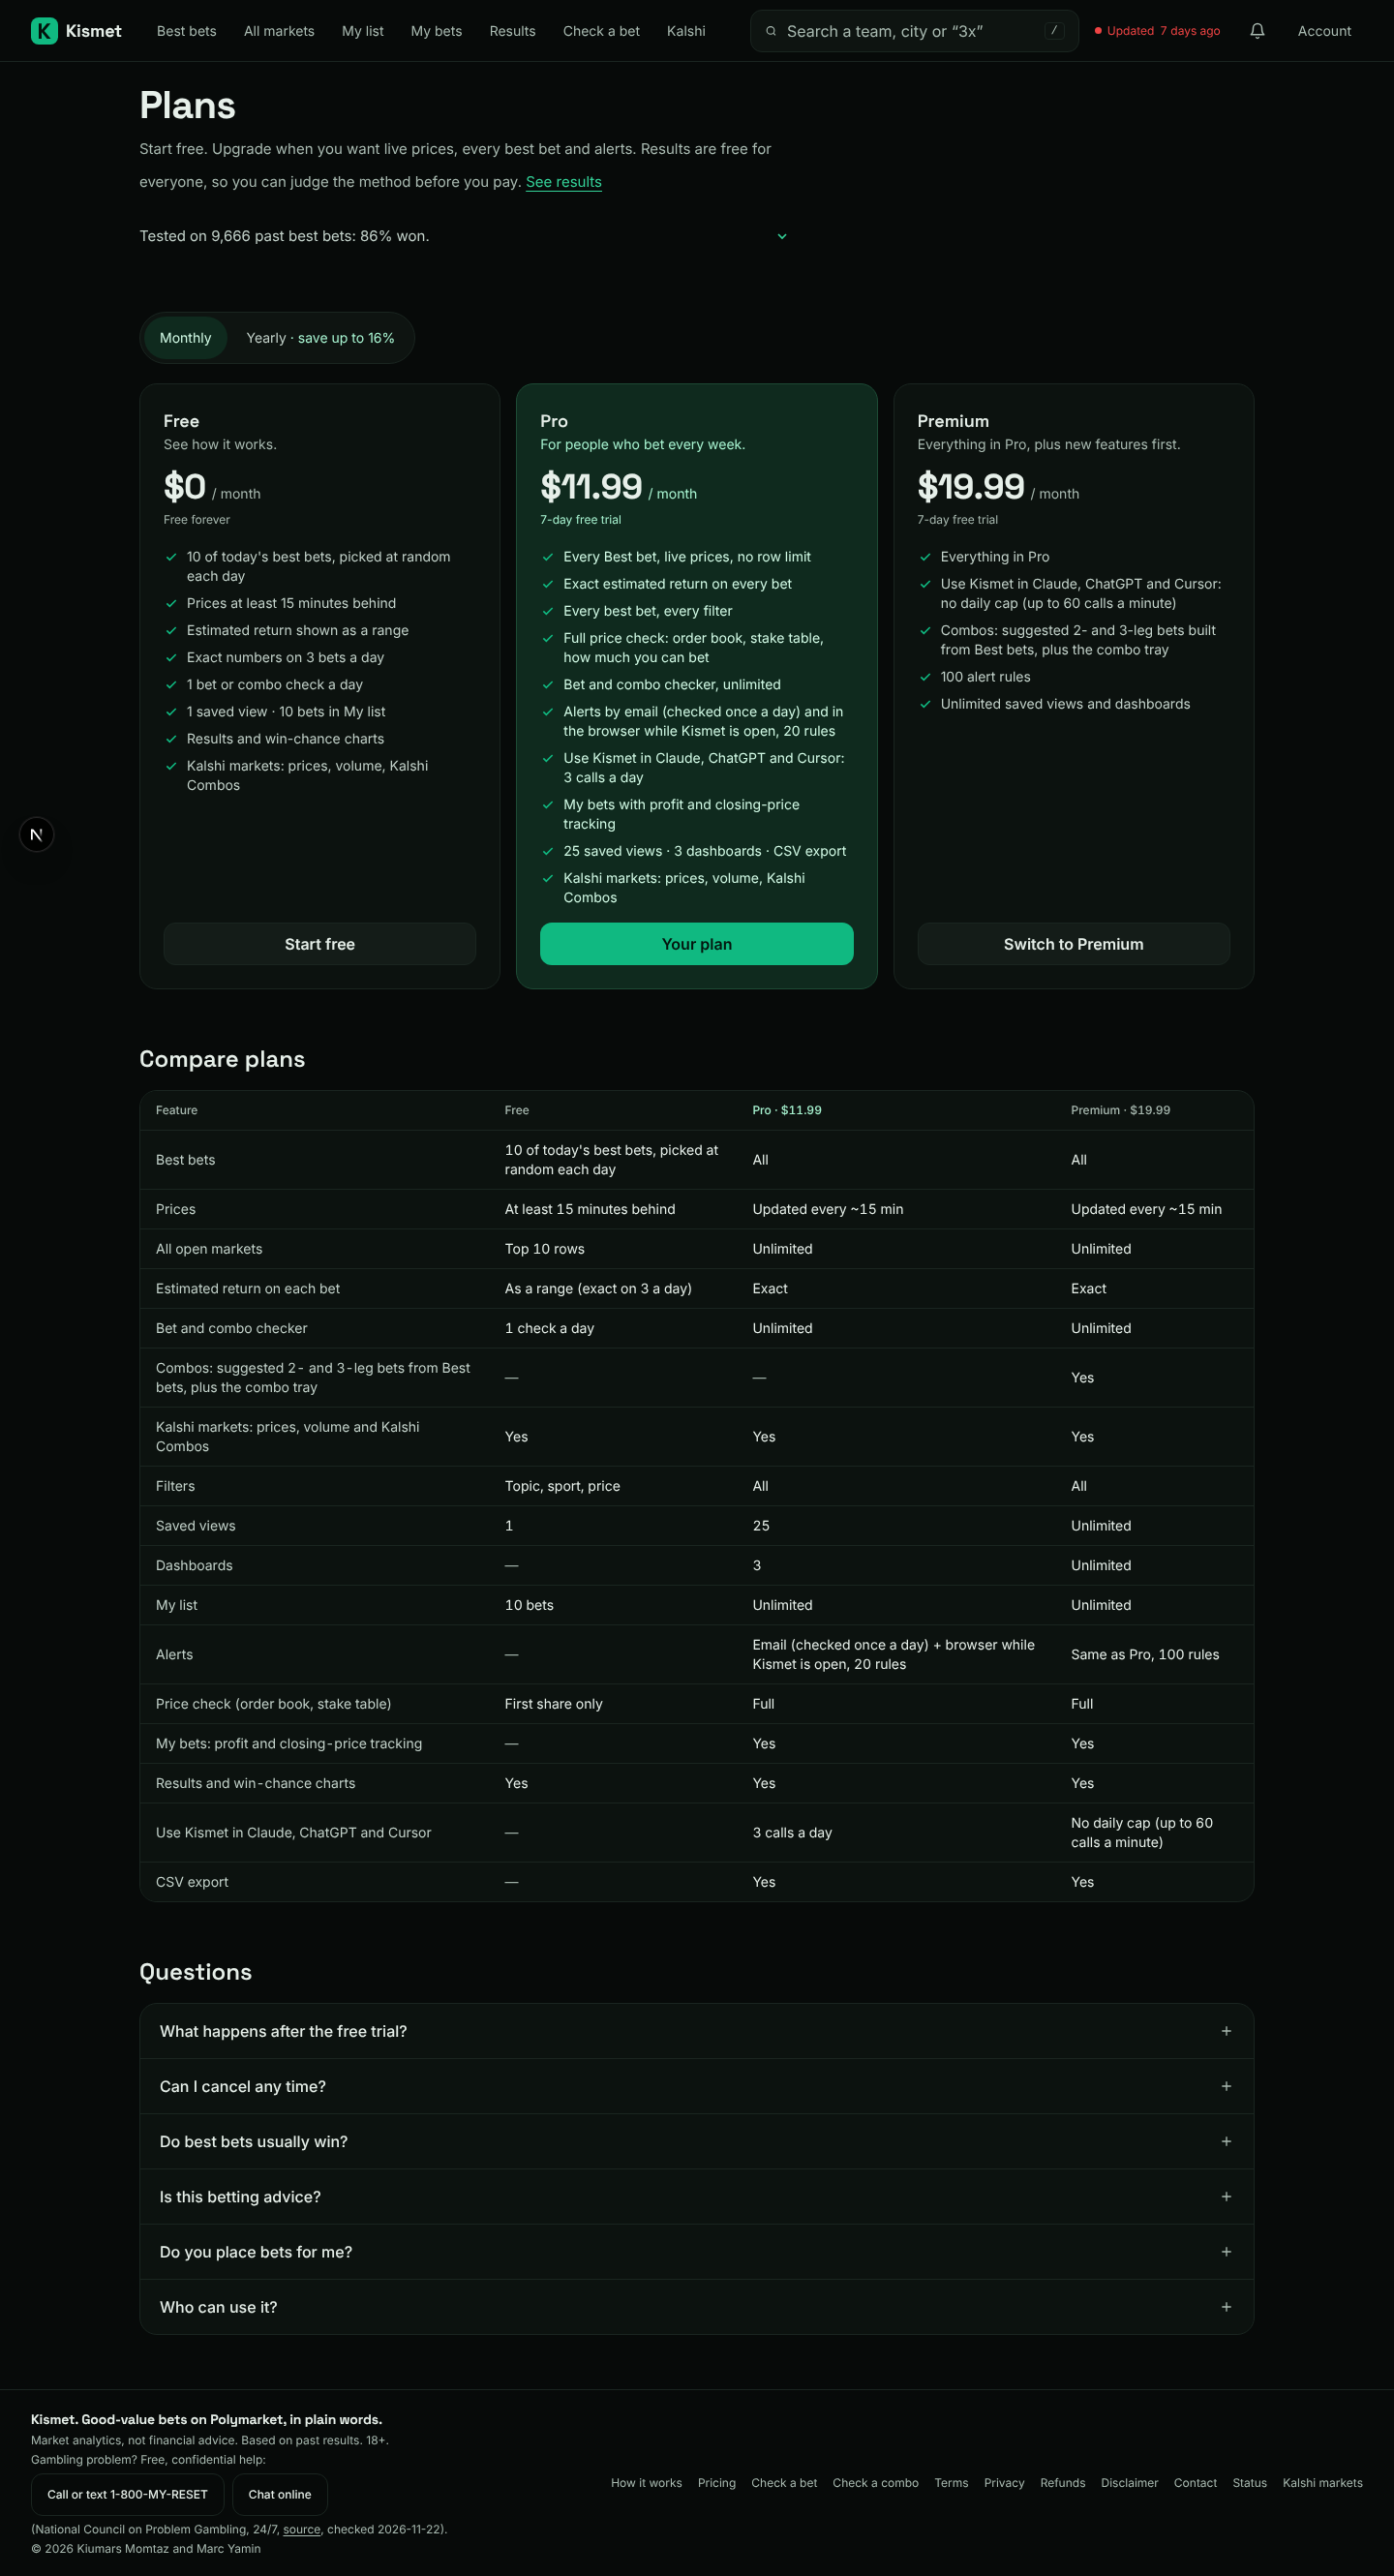 K Kismet Best bets All markets My list My bets Results Check a bet Kalshi Search a team, city or “3x” / Updated 7 days ago Account
Plans
Start free. Upgrade when you want live prices, every best bet and alerts. Results are free for
everyone, so you can judge the method before you pay. See results
Tested on 9,666 past best bets: 86% won.
Monthly Yearly · save up to 16%
Free
See how it works.
$0 / month
Free forever
10 of today's best bets, picked at random
each day
Prices at least 15 minutes behind
Estimated return shown as a range
Exact numbers on 3 bets a day
1 bet or combo check a day
1 saved view · 10 bets in My list
Results and win-chance charts
Kalshi markets: prices, volume, Kalshi
Combos
Start free
Pro
For people who bet every week.
$11.99 / month
7-day free trial
Every Best bet, live prices, no row limit
Exact estimated return on every bet
Every best bet, every filter
Full price check: order book, stake table,
how much you can bet
Bet and combo checker, unlimited
Alerts by email (checked once a day) and in
the browser while Kismet is open, 20 rules
Use Kismet in Claude, ChatGPT and Cursor:
3 calls a day
My bets with profit and closing-price
tracking
25 saved views · 3 dashboards · CSV export
Kalshi markets: prices, volume, Kalshi
Combos
Your plan
Premium
Everything in Pro, plus new features first.
$19.99 / month
7-day free trial
Everything in Pro
Use Kismet in Claude, ChatGPT and Cursor:
no daily cap (up to 60 calls a minute)
Combos: suggested 2- and 3-leg bets built
from Best bets, plus the combo tray
100 alert rules
Unlimited saved views and dashboards
Switch to Premium
N
Compare plans
Feature Free Pro · $11.99 Premium · $19.99
Best bets 10 of today's best bets, picked at
random each day All All
Prices At least 15 minutes behind Updated every ~15 min Updated every ~15 min
All open markets Top 10 rows Unlimited Unlimited
Estimated return on each bet As a range (exact on 3 a day) Exact Exact
Bet and combo checker 1 check a day Unlimited Unlimited
Combos: suggested 2- and 3-leg bets from Best
bets, plus the combo tray — — Yes
Kalshi markets: prices, volume and Kalshi
Combos Yes Yes Yes
Filters Topic, sport, price All All
Saved views 1 25 Unlimited
Dashboards — 3 Unlimited
My list 10 bets Unlimited Unlimited
Alerts — Email (checked once a day) + browser while
Kismet is open, 20 rules Same as Pro, 100 rules
Price check (order book, stake table) First share only Full Full
My bets: profit and closing-price tracking — Yes Yes
Results and win-chance charts Yes Yes Yes
Use Kismet in Claude, ChatGPT and Cursor — 3 calls a day No daily cap (up to 60
calls a minute)
CSV export — Yes Yes
Questions
What happens after the free trial? +
Can I cancel any time? +
Do best bets usually win? +
Is this betting advice? +
Do you place bets for me? +
Who can use it? +
Kismet. Good-value bets on Polymarket, in plain words.
Market analytics, not financial advice. Based on past results. 18+.
Gambling problem? Free, confidential help:
Call or text 1-800-MY-RESET Chat online
(National Council on Problem Gambling, 24/7, source, checked 2026-11-22).
© 2026 Kiumars Momtaz and Marc Yamin
How it works Pricing Check a bet Check a combo Terms Privacy Refunds Disclaimer Contact Status Kalshi markets